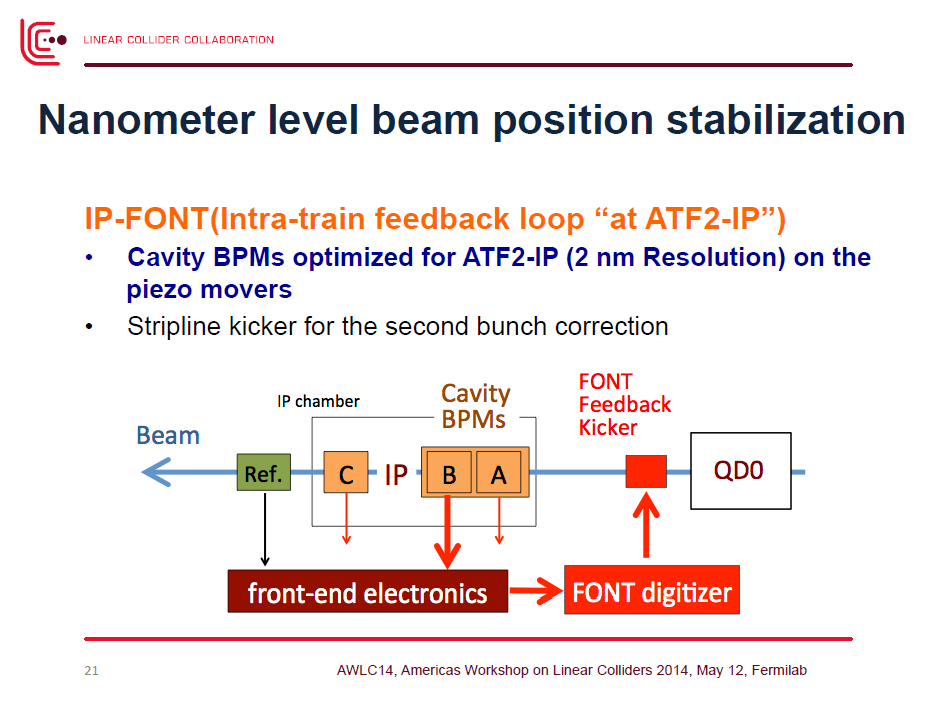 LINEAR COLLIDER COLLABORATION
Nanometer level beam position stabilization
IP-FONT(Intra-train feedback loop “at ATF2-IP”)
• Cavity BPMs optimized for ATF2-IP (2 nm Resolution) on the
piezo movers
• Stripline kicker for the second bunch correction
FONT
Feedback
Kicker
Cavity
BPMs
IP chamber
Beam
Ref.
C
IP
B
A
QD0
front-end electronics
FONT digitizer
21
AWLC14, Americas Workshop on Linear Colliders 2014, May 12, Fermilab